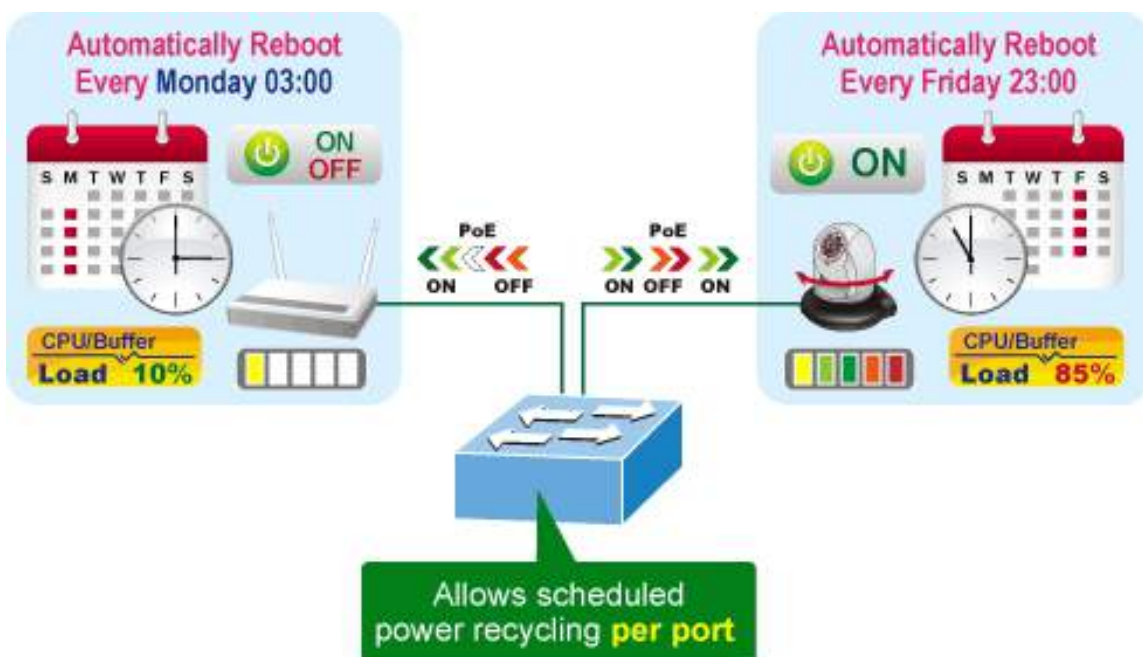 Automatically Reboot
Every Monday 03:00
S M T W T F S
ON
OFF
CPU/Buffer
Load 10%
PoE
ON OFF
PoE
ON OFF ON
Automatically Reboot
Every Friday 23:00
ON
S M T W T F S
CPU/Buffer
Load 85%
Allows scheduled
power recycling per port